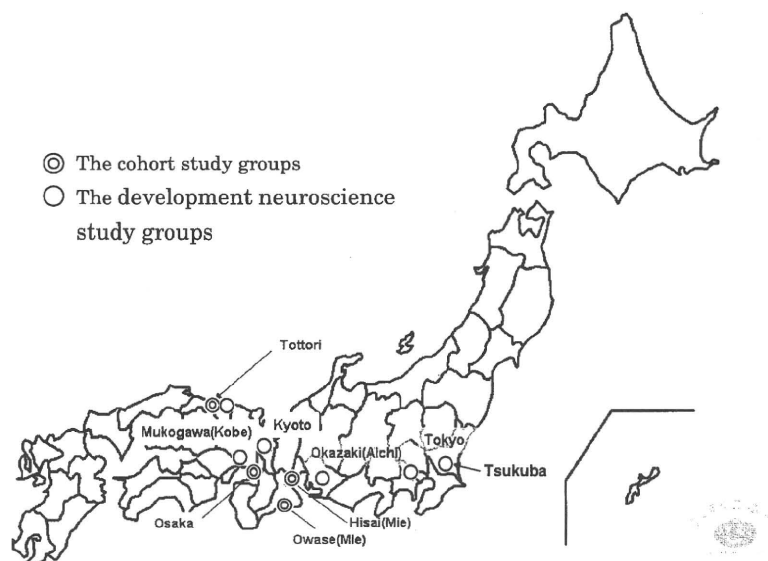 The cohort study groups
The development neuroscience
study groups
Tottori
Mukogawa(Kobe)
Kyoto
Okazaki(Aichi)
Tokyo
Tsukuba
Osaka
Hisai(Mie)
Owase(Mie)